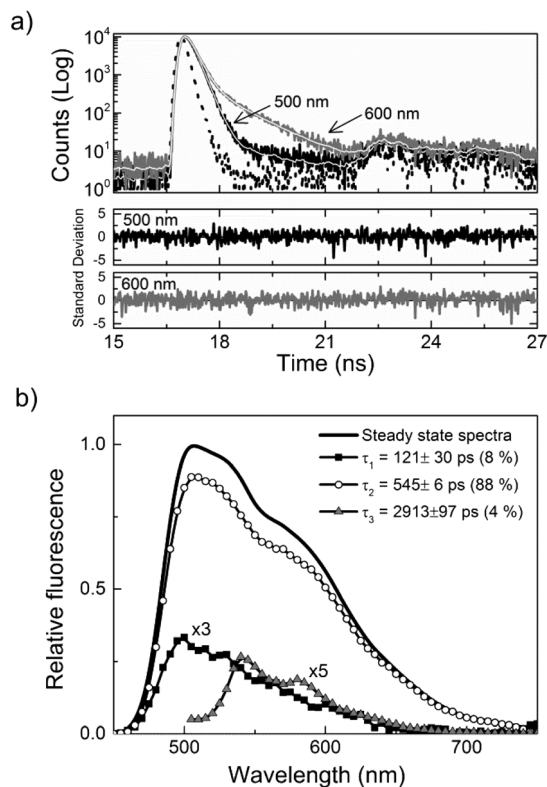 a)
10⁴
10³
10²
10¹
10⁰
Counts (Log)
500 nm
600 nm
5
0
-5
500 nm
5
0
-5
600 nm
Standard Deviation
15 18 21 24 27
Time (ns)
b)
1.0
0.5
0.0
Relative fluorescence
Steady state spectra
τ₁ = 121± 30 ps (8 %)
τ₂ = 545± 6 ps (88 %)
τ₃ = 2913±97 ps (4 %)
x3
x5
500 600 700
Wavelength (nm)